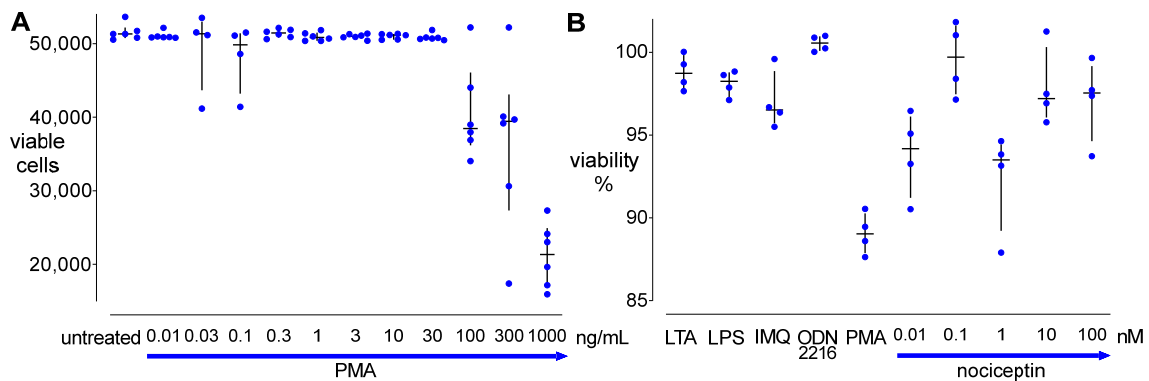 A
50,000
40,000
viable
cells
30,000
20,000
untreated 0.01 0.03 0.1 0.3 1 3 10 30 100 300 1000 ng/mL
PMA
B
100
95
viability
%
90
85
LTA LPS IMQ ODN 2216 PMA 0.01 0.1 1 10 100 nM
nociceptin